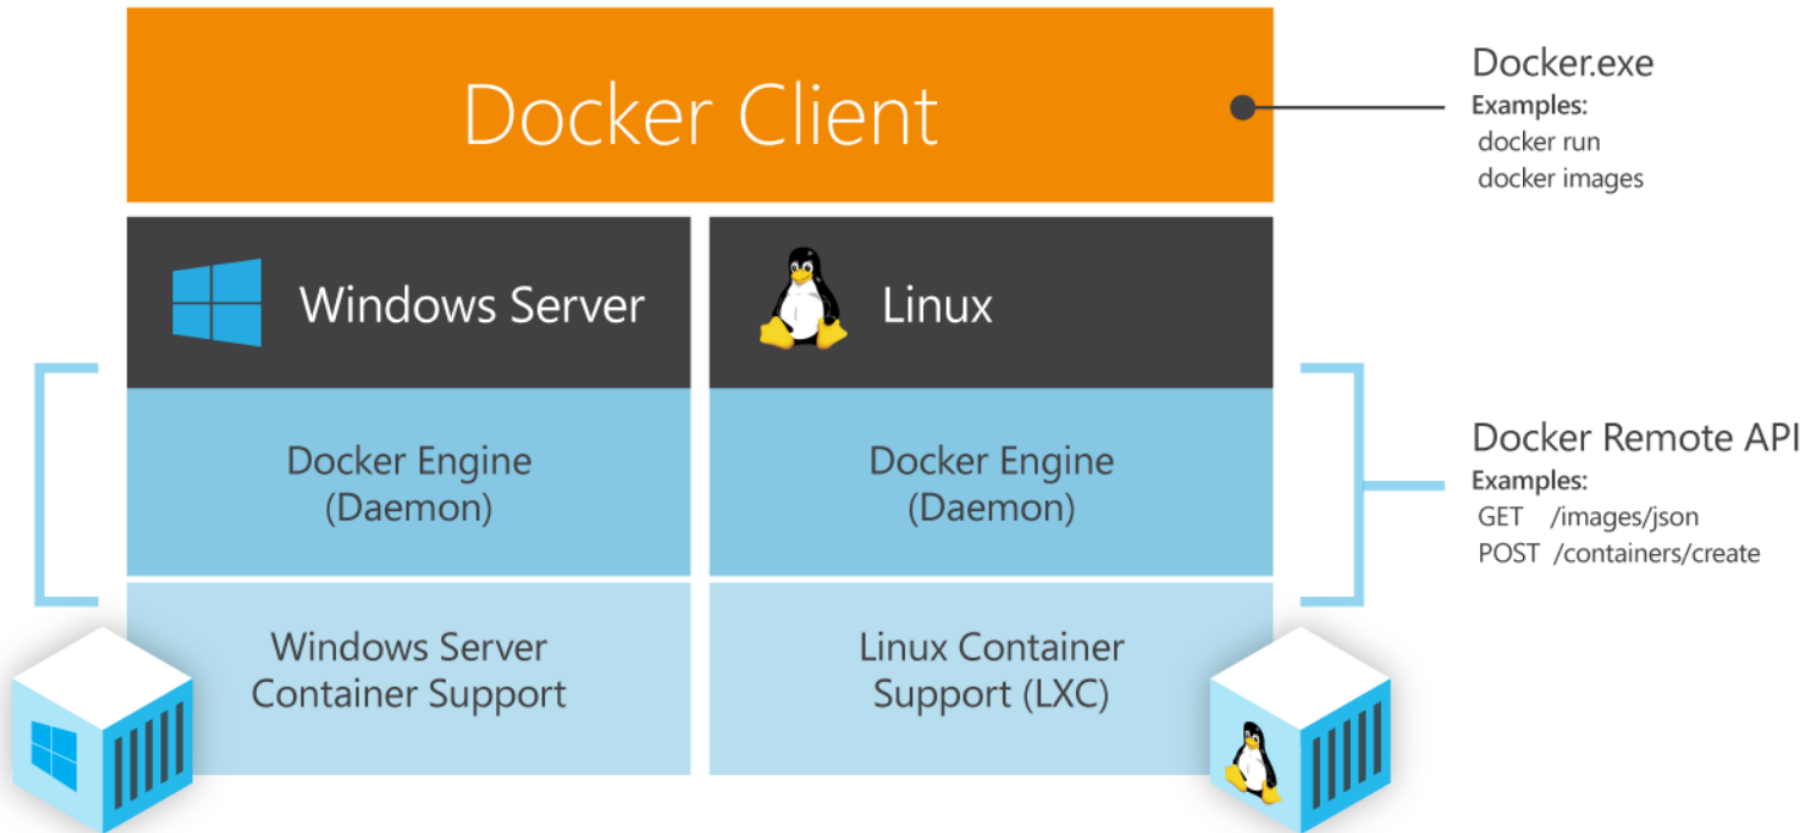 Docker Client
Docker.exe
Examples:
docker run
docker images
Windows Server
Linux
Docker Engine
(Daemon)
Docker Engine
(Daemon)
Docker Remote API
Examples:
GET /images/json
POST /containers/create
Windows Server
Container Support
Linux Container
Support (LXC)